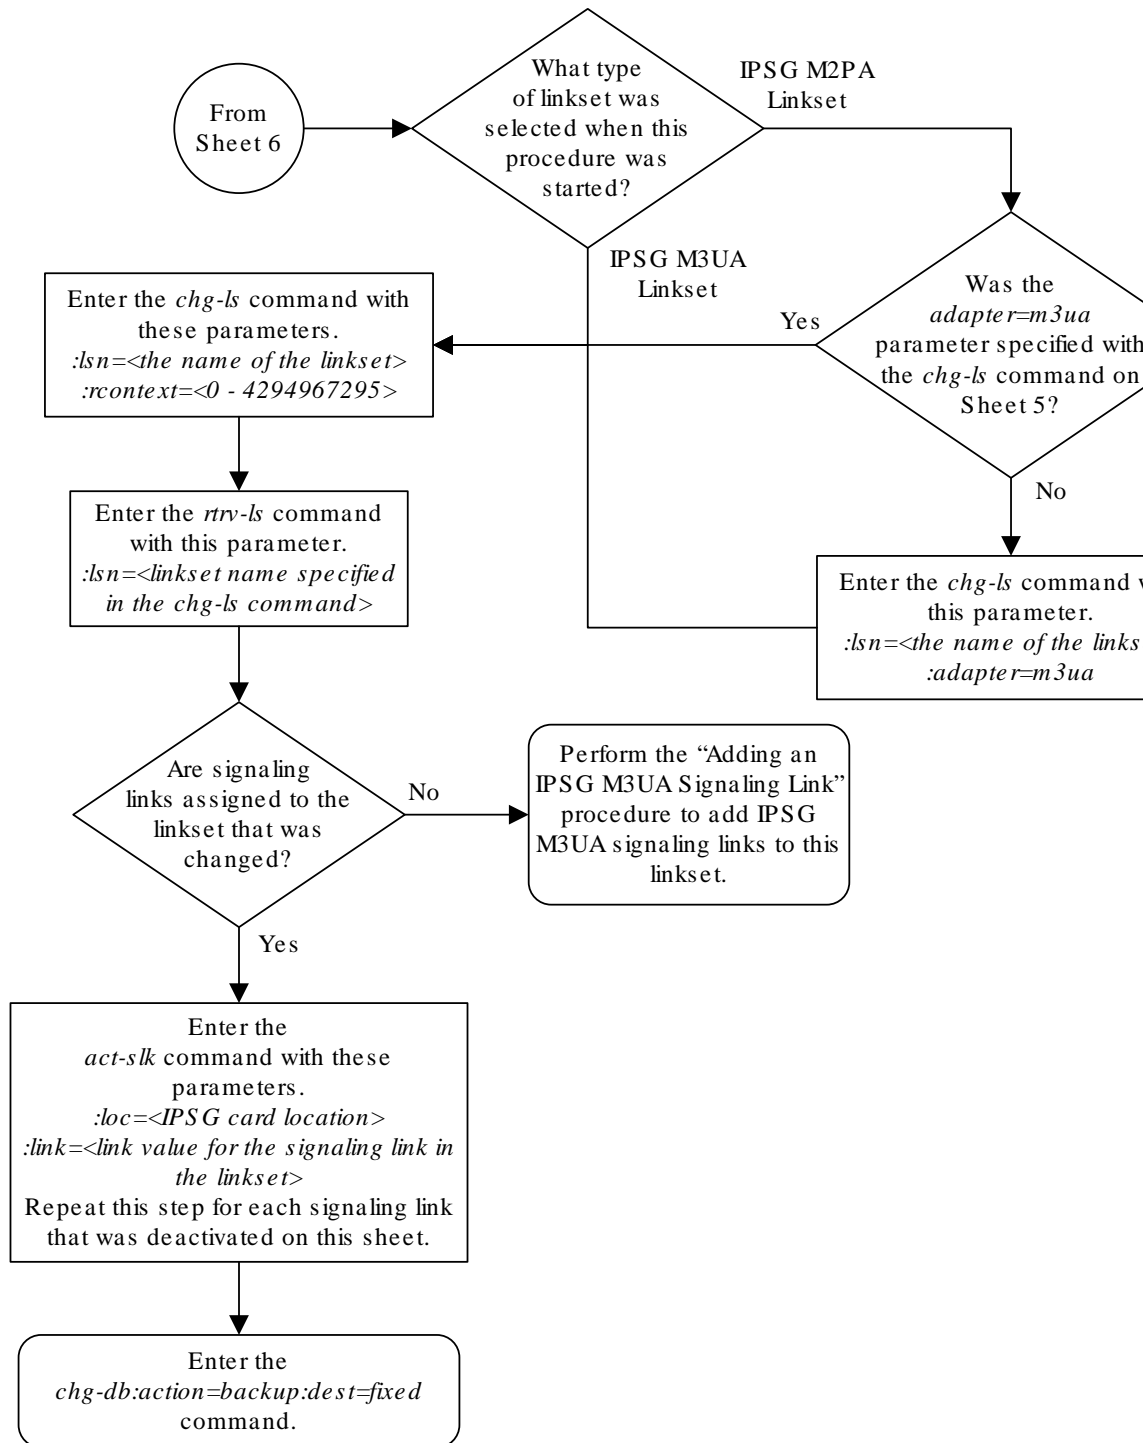 From
Sheet 6
What type
of linkset was
selected when this
procedure was
started?
IPSG M2PA
Linkset
IPSG M3UA
Linkset
Was the
adapter=m3ua
parameter specified with
the chg-ls command on
Sheet 5?
Yes
No
Enter the chg-ls command with
these parameters.
:lsn=<the name of the linkset>
:rcontext=<0 - 4294967295>
Enter the rtrv-ls command
with this parameter.
:lsn=<linkset name specified
in the chg-ls command>
Enter the chg-ls command
this parameter.
:lsn=<the name of the
:adapter=m3ua
Are signaling
links assigned to the
linkset that was
changed?
No
Perform the “Adding an
IPSG M3UA Signaling Link”
procedure to add IPSG
M3UA signaling links to this
linkset.
Yes
Enter the
act-slk command with these
parameters.
:loc=<IPSG card location>
:link=<link value for the signaling link in
the linkset>
Repeat this step for each signaling link
that was deactivated on this sheet.
Enter the
chg-db:action=backup:dest=fixed
command.